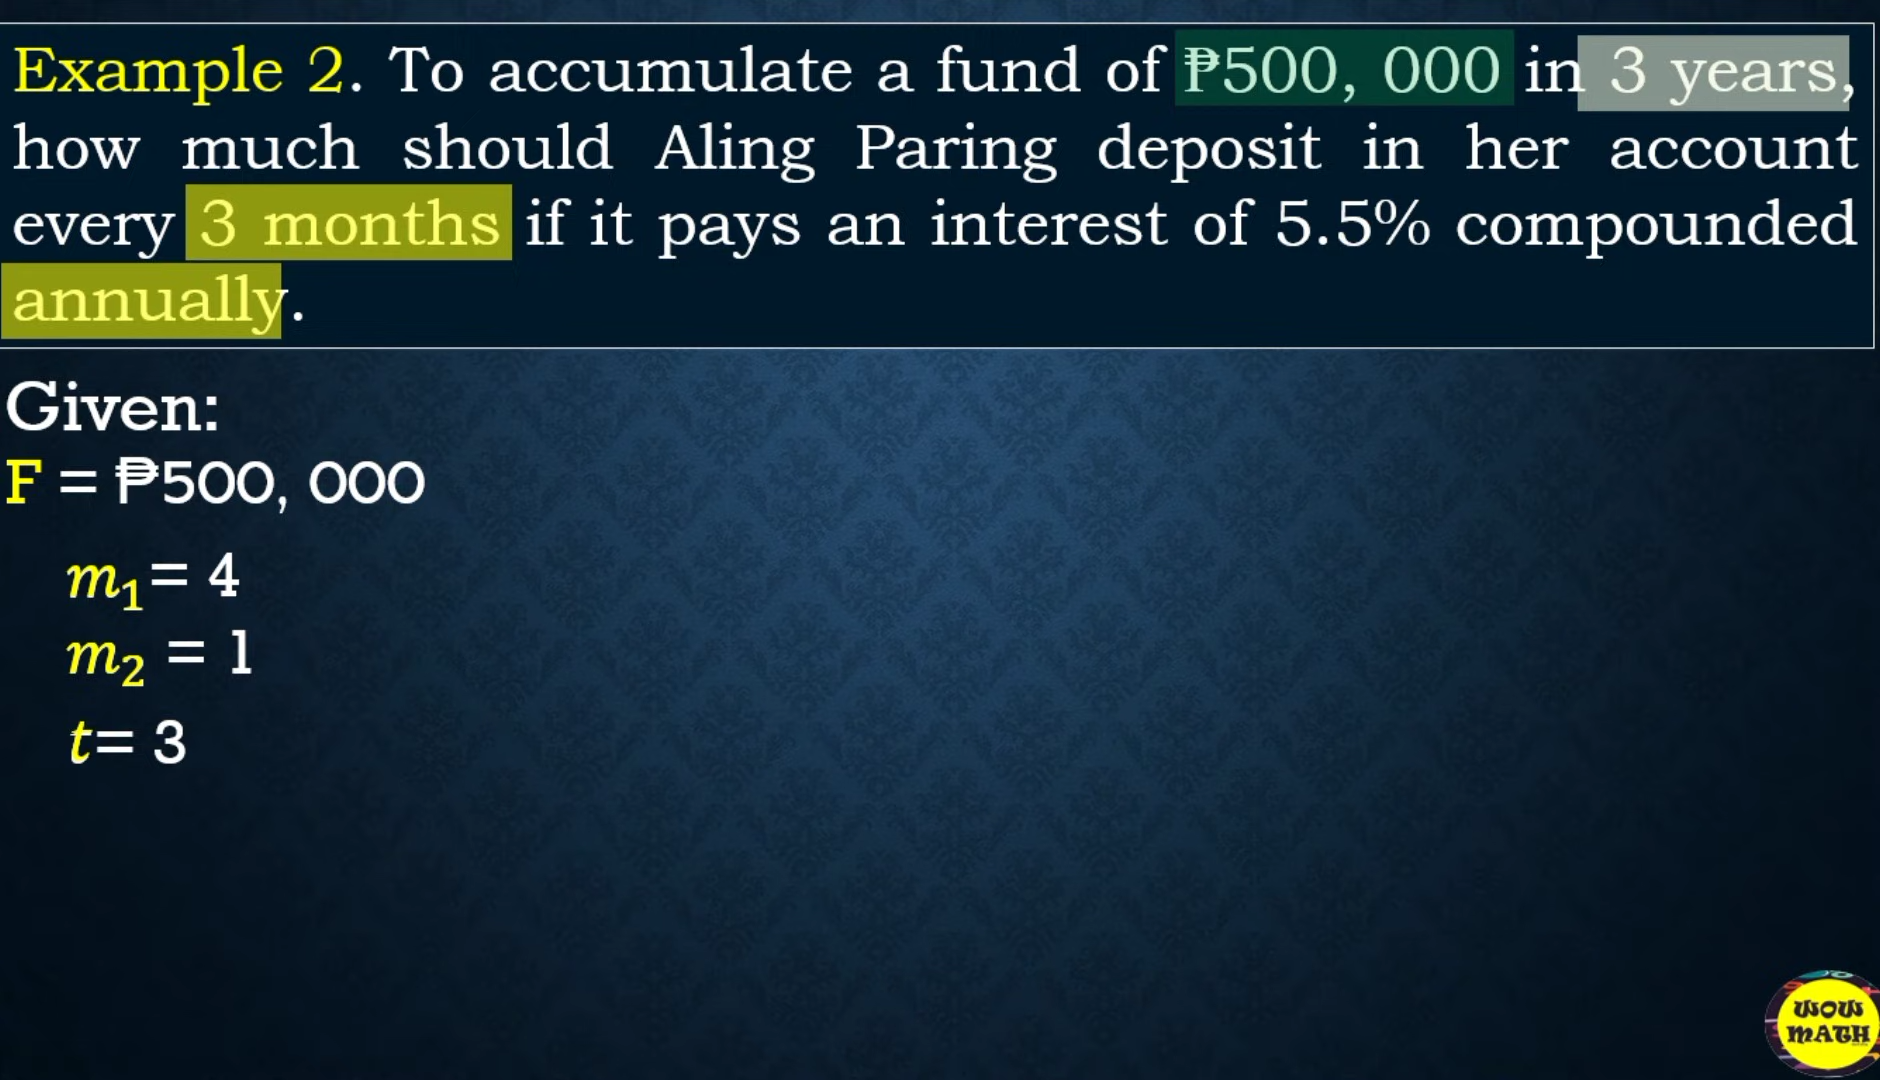 Example 2. To accumulate a fund of ₱500, 000 in 3 years,
how much should Aling Paring deposit in her account
every 3 months if it pays an interest of 5.5% compounded
annually.
Given:
F = ₱500, 000
m₁= 4
m₂ = 1
t= 3
WOW
MATH